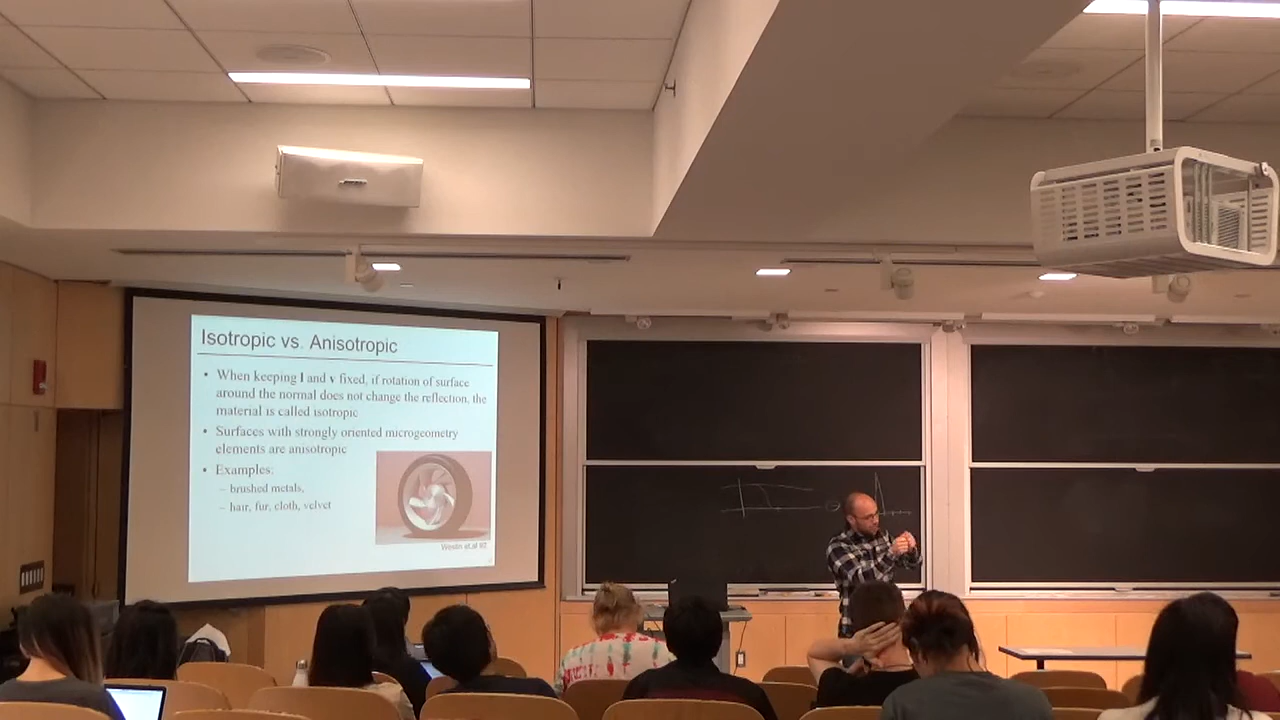 Isotropic vs. Anisotropic
• When keeping l and v fixed, if rotation of surface
around the normal does not change the reflection, the
material is called isotropic
• Surfaces with strongly oriented microgeometry
elements are anisotropic
• Examples:
– brushed metals,
– hair, fur, cloth, velvet